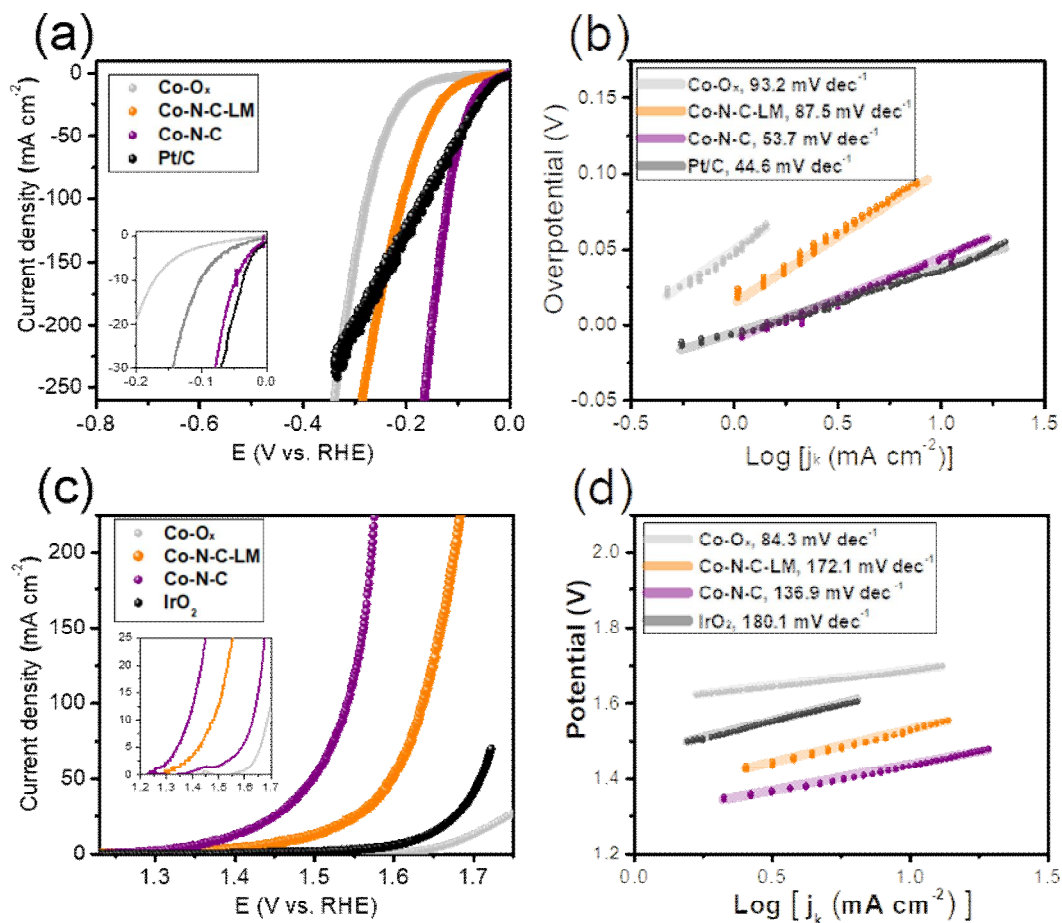 (a)
0
-50
-100
-150
-200
-250
Current density (mA cm-2)
Co-Ox
Co-N-C-LM
Co-N-C
Pt/C
0
-10
-20
-30
-0.2 -0.1 0.0
-0.8 -0.6 -0.4 -0.2 0.0
E (V vs. RHE)
(b)
0.15
0.10
0.05
0.00
-0.05
Overpotential (V)
Co-Ox, 93.2 mV dec-1
Co-N-C-LM, 87.5 mV dec-1
Co-N-C, 53.7 mV dec-1
Pt/C, 44.6 mV dec-1
-0.5 0.0 0.5 1.0 1.5
Log [jk (mA cm-2)]
(c)
200
150
100
50
0
Current density (mA cm-2)
Co-Ox
Co-N-C-LM
Co-N-C
IrO2
25
20
15
10
5
0
1.2 1.3 1.4 1.5 1.6 1.7
1.3 1.4 1.5 1.6 1.7
E (V vs. RHE)
(d)
2.0
1.8
1.6
1.4
1.2
Potential (V)
Co-Ox, 84.3 mV dec-1
Co-N-C-LM, 172.1 mV dec-1
Co-N-C, 136.9 mV dec-1
IrO2, 180.1 mV dec-1
0.0 0.5 1.0 1.5
Log [ jk (mA cm-2) ]